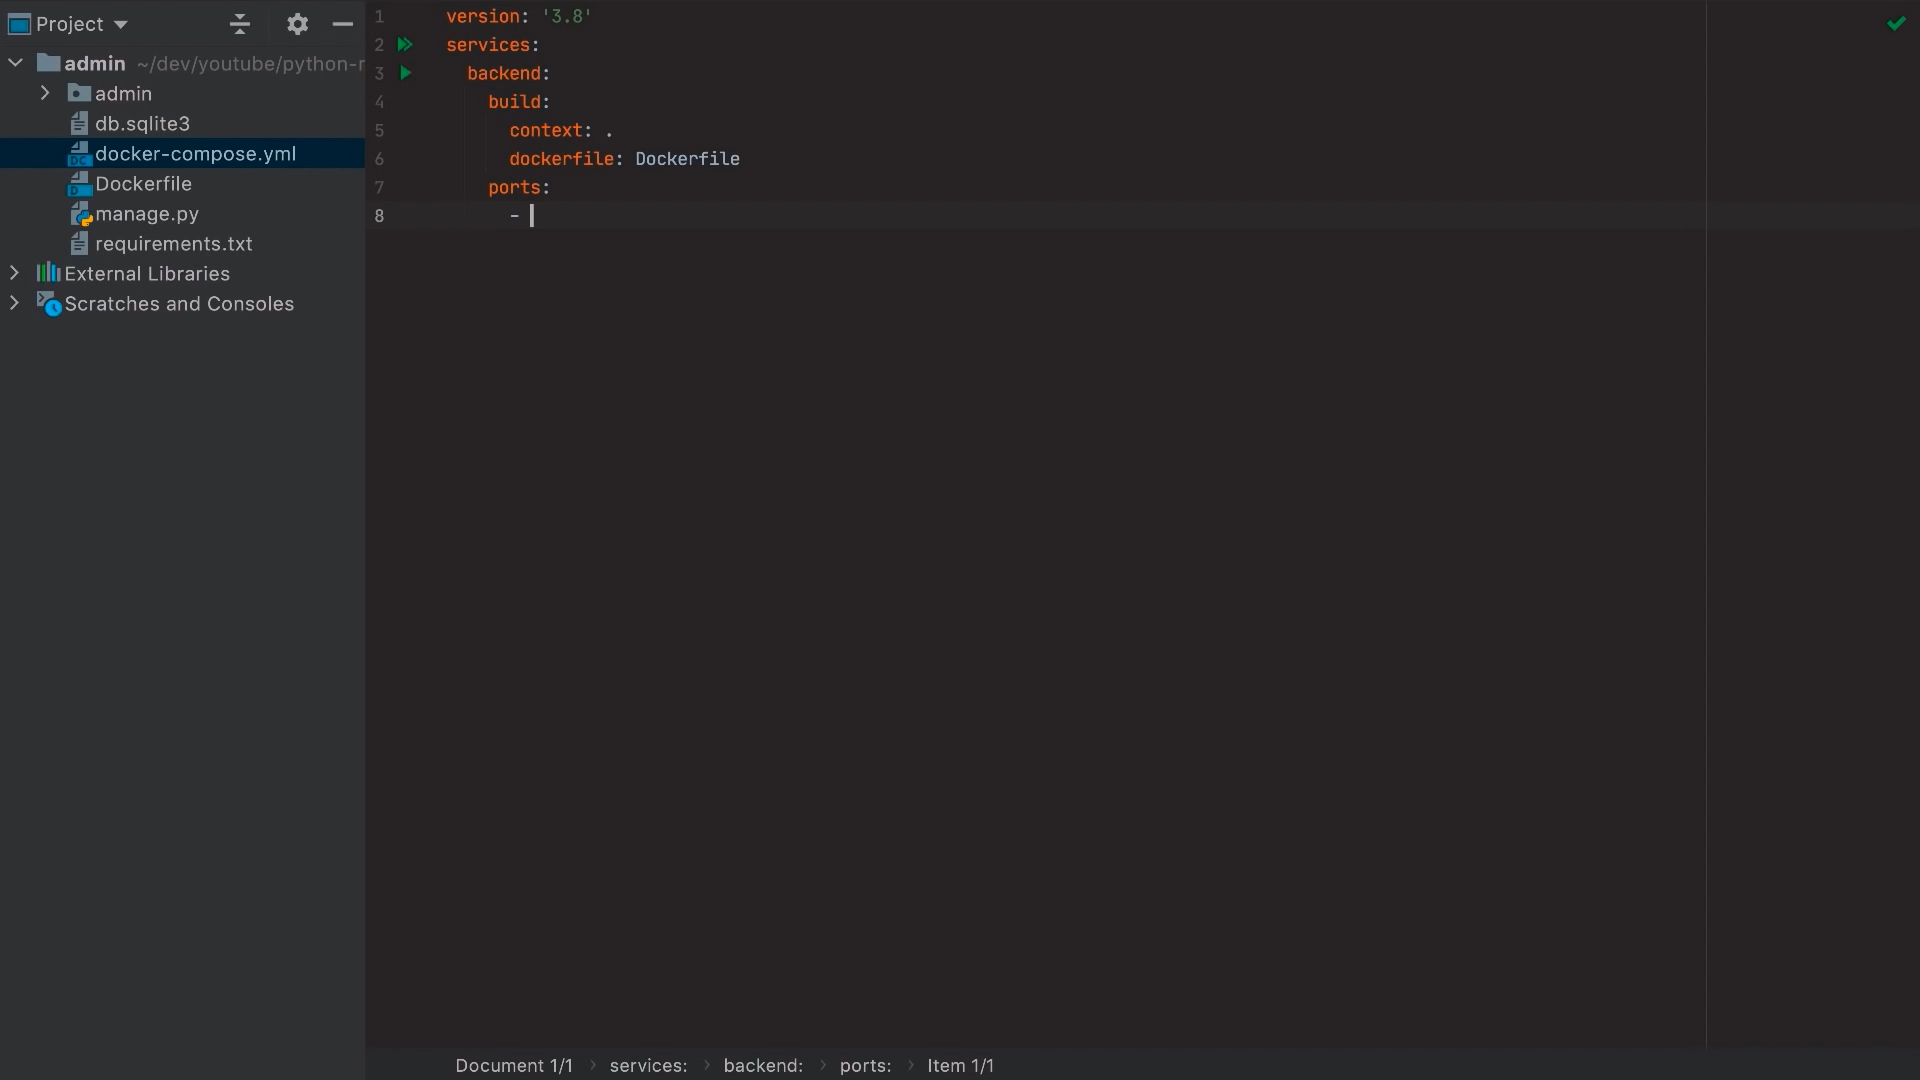 Project
admin ~/dev/youtube/python-r
admin
db.sqlite3
docker-compose.yml
Dockerfile
manage.py
requirements.txt
External Libraries
Scratches and Consoles
1 version: '3.8'
2 services:
3 backend:
4 build:
5 context: .
6 dockerfile: Dockerfile
7 ports:
8 -
Document 1/1 › services: › backend: › ports: › Item 1/1